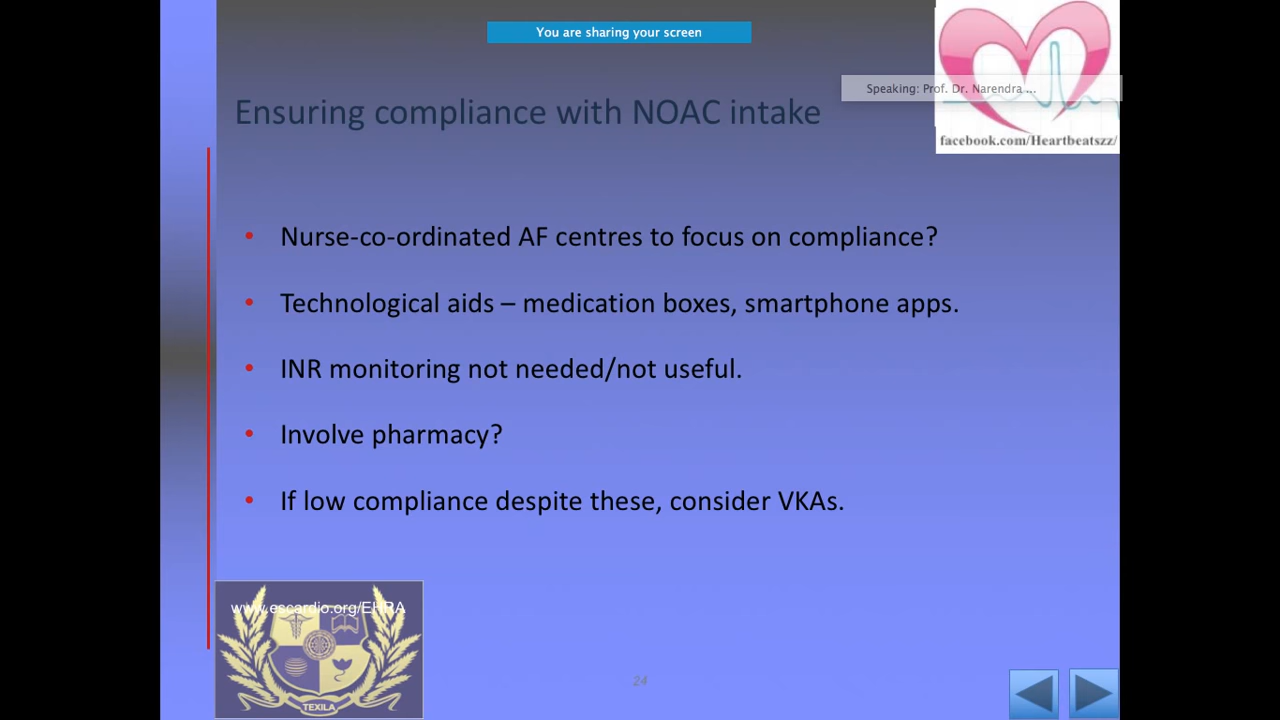 You are sharing your screen
Speaking: Prof. Dr. Narendra ...
facebook.com/Heartbeatszz/
Ensuring compliance with NOAC intake
• Nurse-co-ordinated AF centres to focus on compliance?
• Technological aids – medication boxes, smartphone apps.
• INR monitoring not needed/not useful.
• Involve pharmacy?
• If low compliance despite these, consider VKAs.
www.escardio.org/EHRA
TEXILA
24